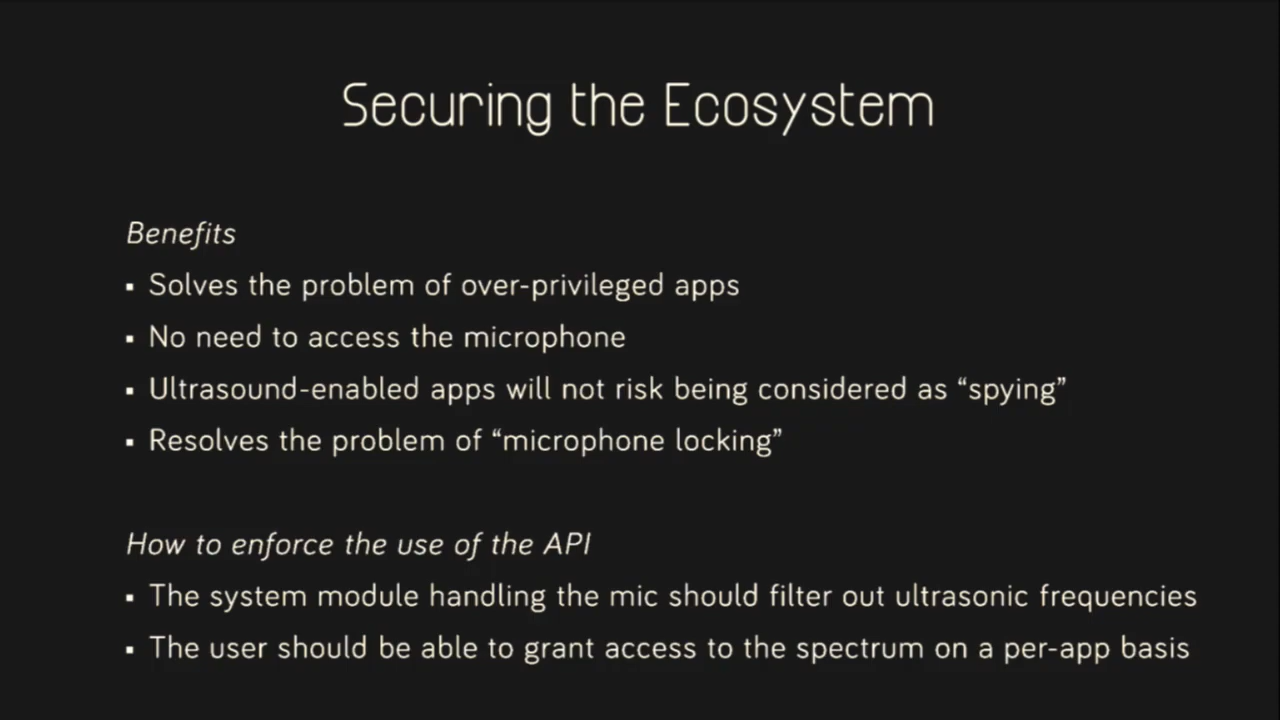 Securing the Ecosystem
Benefits
▪ Solves the problem of over-privileged apps
▪ No need to access the microphone
▪ Ultrasound-enabled apps will not risk being considered as “spying”
▪ Resolves the problem of “microphone locking”
How to enforce the use of the API
▪ The system module handling the mic should filter out ultrasonic frequencies
▪ The user should be able to grant access to the spectrum on a per-app basis